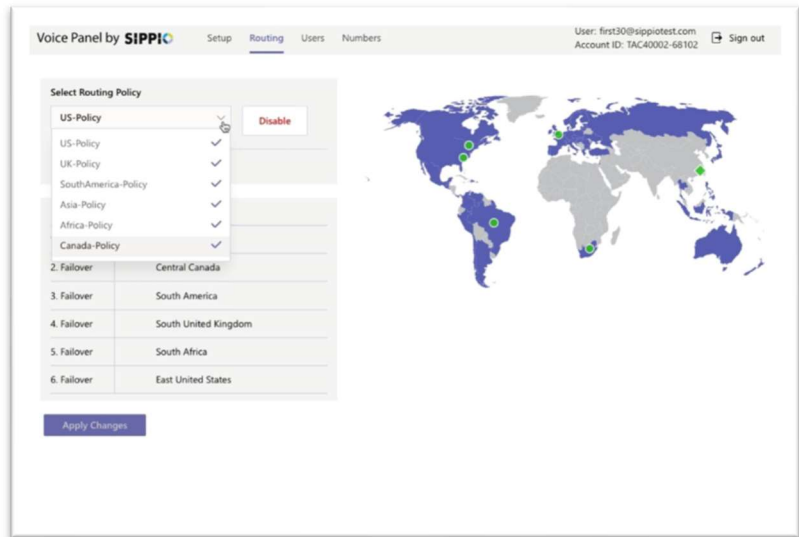 Voice Panel by SIPPIO Setup Routing Users Numbers
User: first30@sippiotest.com
Account ID: TAC40002-68102
Sign out
Select Routing Policy
US-Policy
Disable
US-Policy
UK-Policy
SouthAmerica-Policy
Asia-Policy
Africa-Policy
Canada-Policy
2. Failover Central Canada
3. Failover South America
4. Failover South United Kingdom
5. Failover South Africa
6. Failover East United States
Apply Changes